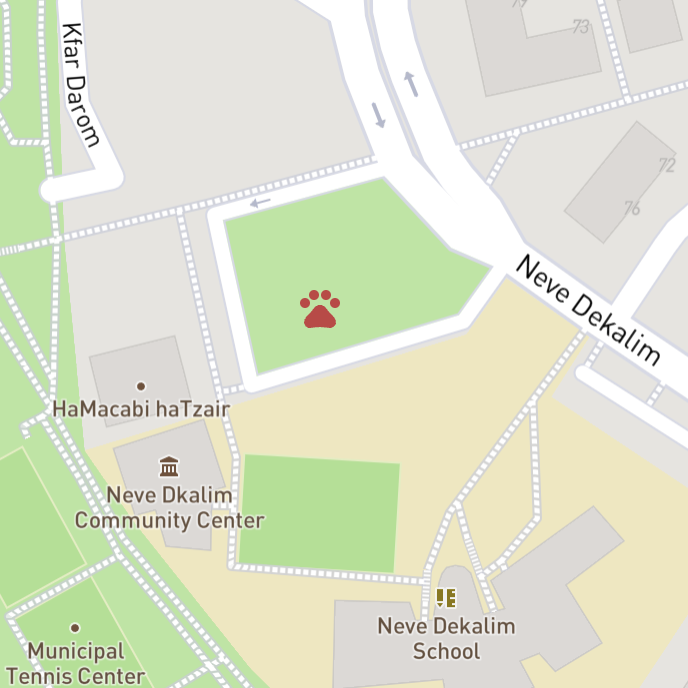 Kfar Darom
73
72
76
Neve Dekalim
HaMacabi haTzair
Neve Dkalim
Community Center
Neve Dekalim
School
Municipal
Tennis Center